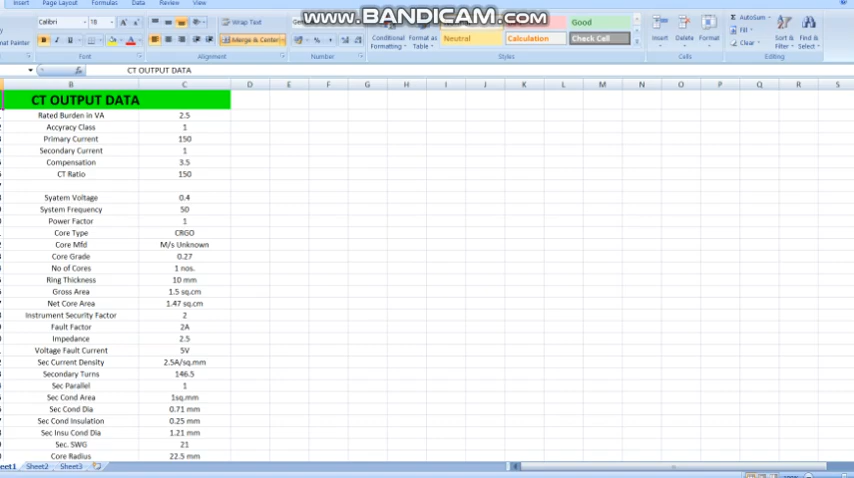 WWW.BANDICAM.COM
Insert Page Layout Formulas Data Review View
Calibri 18 A A Wrap Text Good
Format Painter B I U Merge & Center % Conditional Formatting Format as Table Neutral Calculation Check Cell Insert Delete Format AutoSum Fill Clear Sort & Filter Find & Select
Font Alignment Number Styles Cells Editing
fx CT OUTPUT DATA
B C D E F G H I J K L M N O P Q R S
CT OUTPUT DATA
Rated Burden in VA 2.5
Accyracy Class 1
Primary Current 150
Secondary Current 1
Compensation 3.5
CT Ratio 150
Syatem Voltage 0.4
System Frequency 50
Power Factor 1
Core Type CRGO
Core Mfd M/s Unknown
Core Grade 0.27
No of Cores 1 nos.
Ring Thickness 10 mm
Gross Area 1.5 sq.cm
Net Core Area 1.47 sq.cm
Instrument Security Factor 2
Fault Factor 2A
Impedance 2.5
Voltage Fault Current 5V
Sec Current Density 2.5A/sq.mm
Secondary Turns 146.5
Sec Parallel 1
Sec Cond Area 1sq.mm
Sec Cond Dia 0.71 mm
Sec Cond Insulation 0.25 mm
Sec Insu Cond Dia 1.21 mm
Sec. SWG 21
Core Radius 22.5 mm
Sheet2 Sheet3